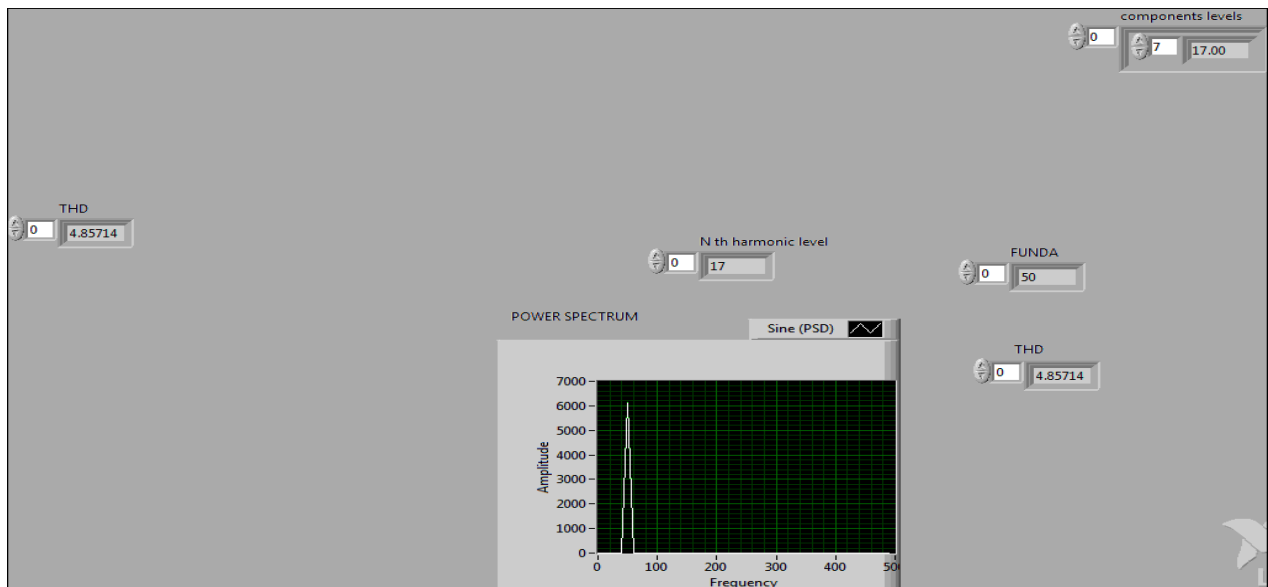 components levels
0 7 17.00
THD
0 4.85714
N th harmonic level
0 17
FUNDA
0 50
POWER SPECTRUM
Sine (PSD)
THD
0 4.85714
7000
6000
5000
4000
3000
2000
1000
0
Amplitude
0 100 200 300 400 50
Frequency